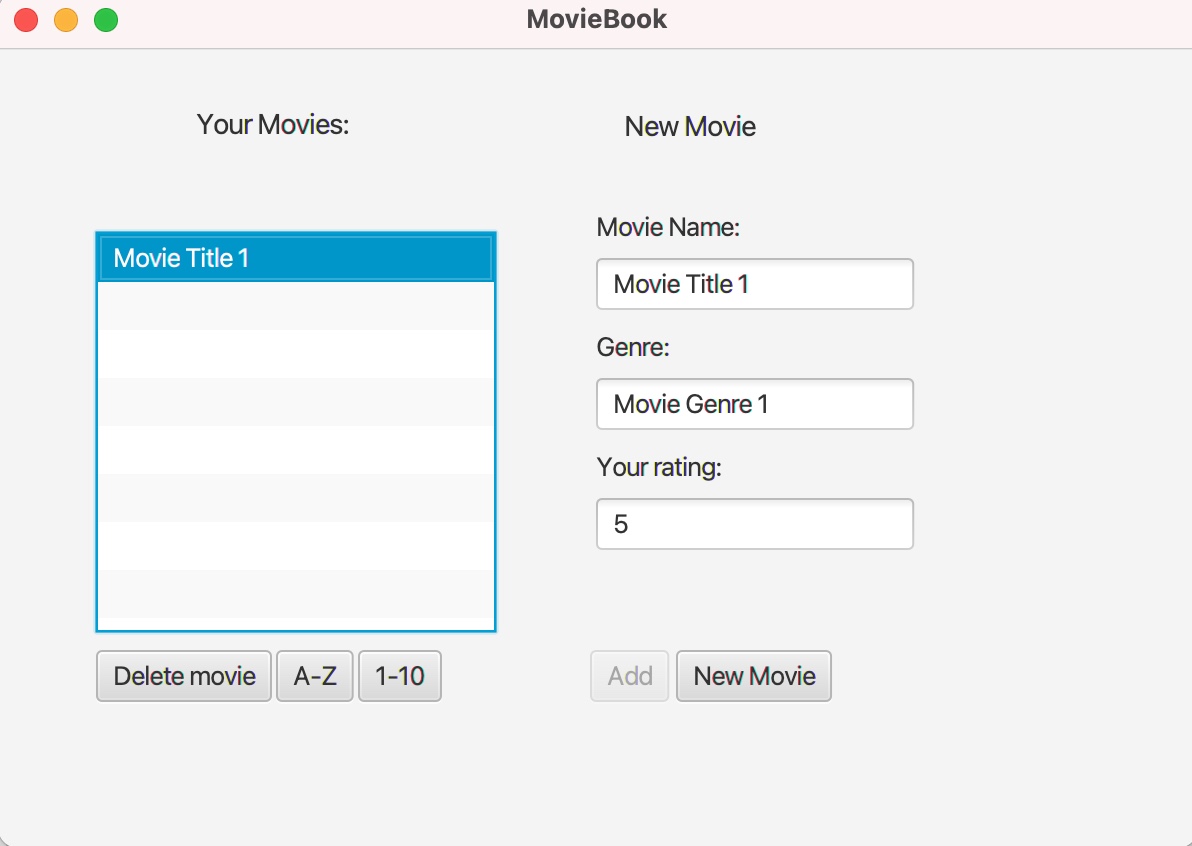 MovieBook
Your Movies:
Movie Title 1
Delete movie
A-Z
1-10
New Movie
Movie Name:
Movie Title 1
Genre:
Movie Genre 1
Your rating:
5
Add
New Movie